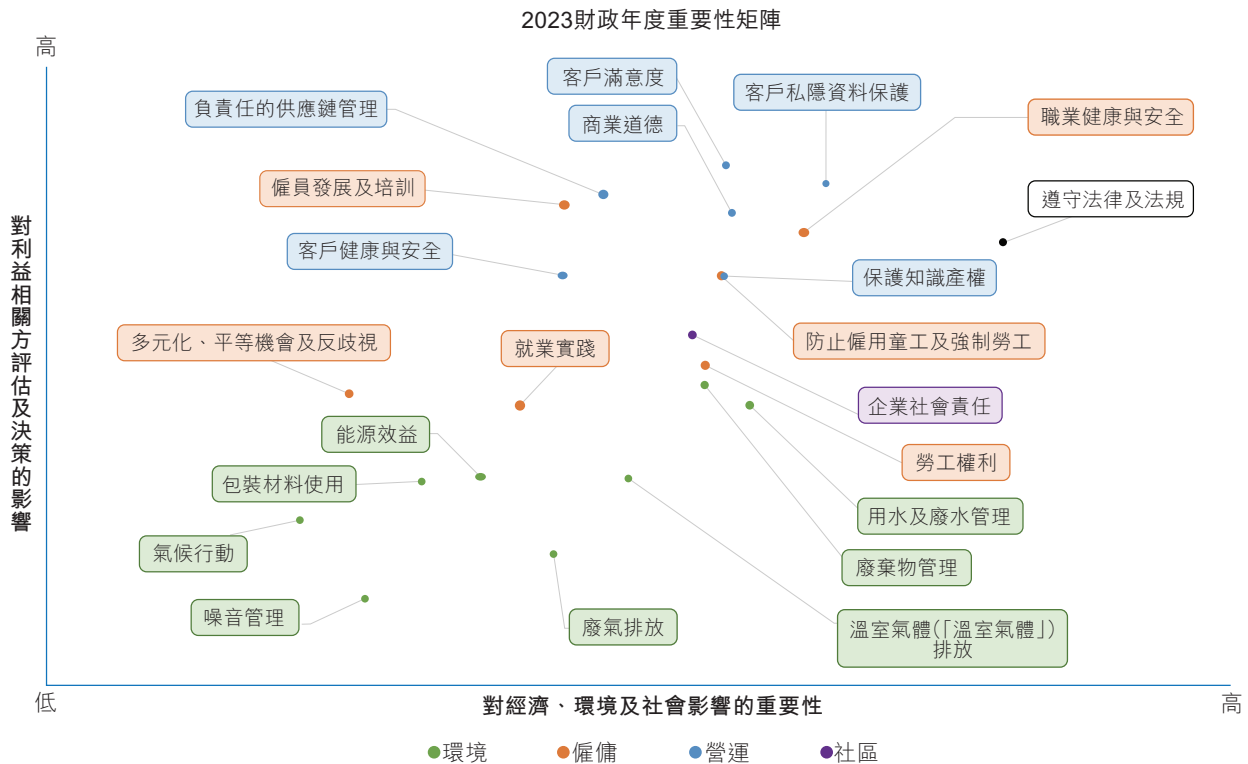 2023財政年度重要性矩陣
高
客戶滿意度
客戶私隱資料保護
負責任的供應鏈管理
商業道德
職業健康與安全
僱員發展及培訓
遵守法律及法規
客戶健康與安全
保護知識產權
對利益相關方評估及決策的影響
多元化、平等機會及反歧視
就業實踐
防止僱用童工及強制勞工
企業社會責任
能源效益
勞工權利
包裝材料使用
用水及廢水管理
氣候行動
廢棄物管理
噪音管理
廢氣排放
溫室氣體(「溫室氣體」)
排放
低
對經濟、環境及社會影響的重要性
高
環境
僱傭
營運
社區